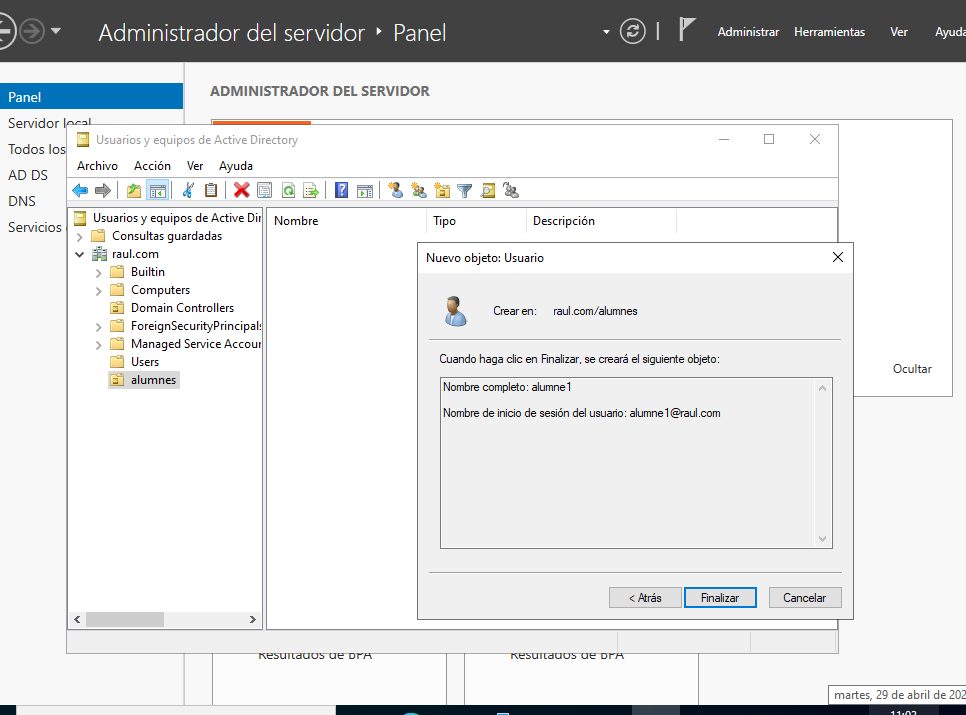 Administrador del servidor ‣ Panel
Administrar Herramientas Ver Ayuda
Panel
Servidor local
Todos los
AD DS
DNS
Servicios
ADMINISTRADOR DEL SERVIDOR
Usuarios y equipos de Active Directory
Archivo Acción Ver Ayuda
Usuarios y equipos de Active Dir
Consultas guardadas
raul.com
Builtin
Computers
Domain Controllers
ForeignSecurityPrincipals
Managed Service Accour
Users
alumnes
Nombre Tipo Descripción
Nuevo objeto: Usuario
Crear en: raul.com/alumnes
Cuando haga clic en Finalizar, se creará el siguiente objeto:
Nombre completo: alumne1
Nombre de inicio de sesión del usuario: alumne1@raul.com
< Atrás Finalizar Cancelar
Ocultar
Resultados de BPA Resultados de BPA
martes, 29 de abril de 202